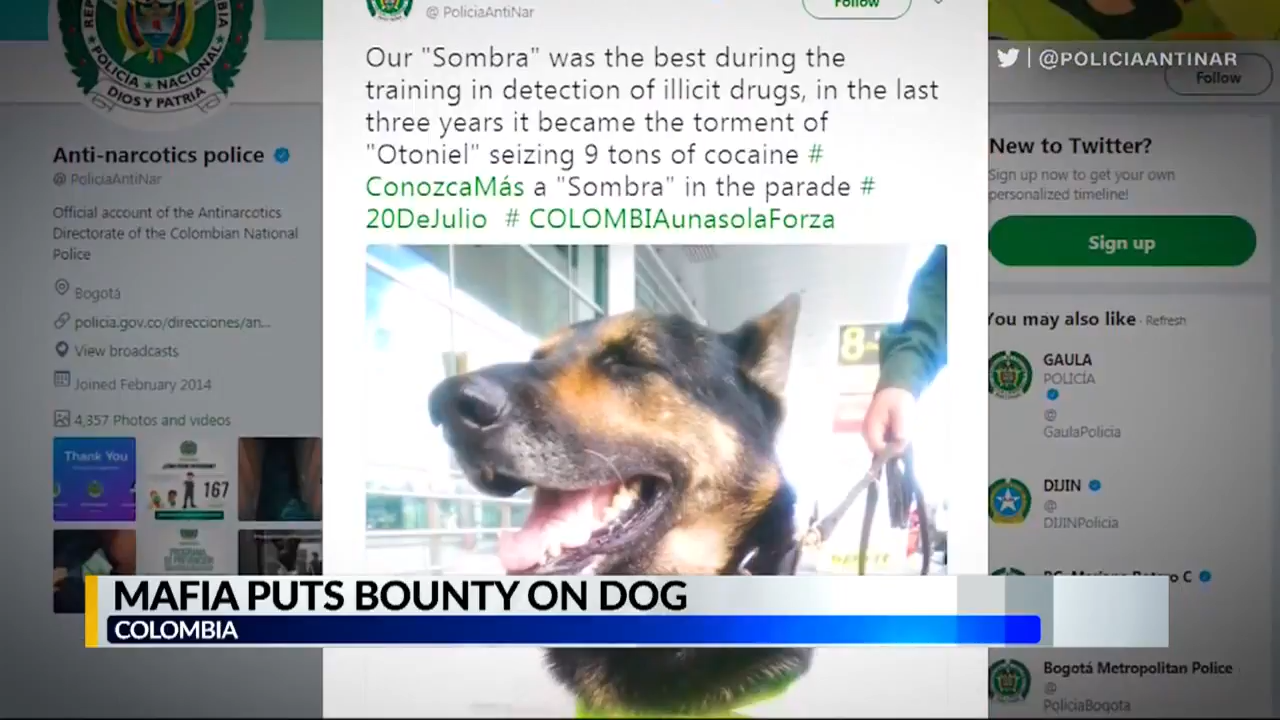 POLICIA NACIONAL
DIOS Y PATRIA
Anti-narcotics police
@ PoliciaAntiNar
Official account of the Antinarcotics
Directorate of the Colombian National
Police
Bogotá
policia.gov.co/direcciones/an...
View broadcasts
Joined February 2014
4,357 Photos and videos
Thank You
167
@ PoliciaAntiNar
Follow
Our "Sombra" was the best during the
training in detection of illicit drugs, in the last
three years it became the torment of
"Otoniel" seizing 9 tons of cocaine #
ConozcaMás a "Sombra" in the parade #
20DeJulio # COLOMBIAunasolaForza
8
@POLICIAANTINAR
Follow
New to Twitter?
Sign up now to get your own
personalized timeline!
Sign up
You may also like · Refresh
GAULA
POLICÍA
@
GaulaPolicia
DIJIN
@
DIJINPolicia
Bogotá Metropolitan Police
@
PoliciaBogota
MAFIA PUTS BOUNTY ON DOG
COLOMBIA